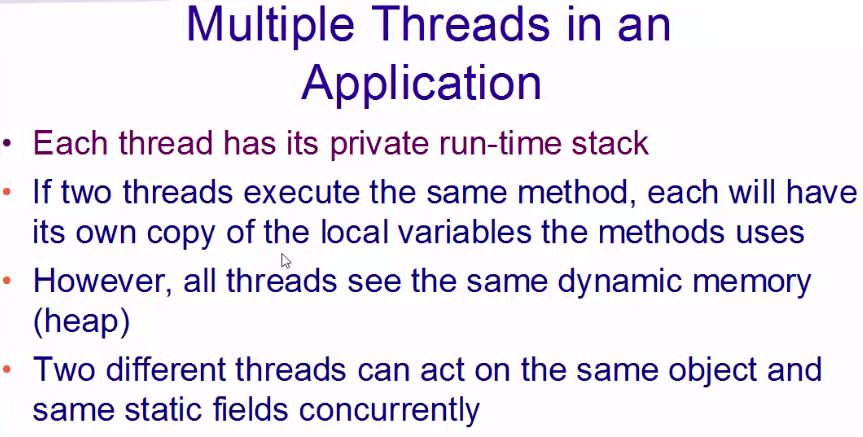 Multiple Threads in an
Application
• Each thread has its private run-time stack
• If two threads execute the same method, each will have
its own copy of the local variables the methods uses
• However, all threads see the same dynamic memory
(heap)
• Two different threads can act on the same object and
same static fields concurrently